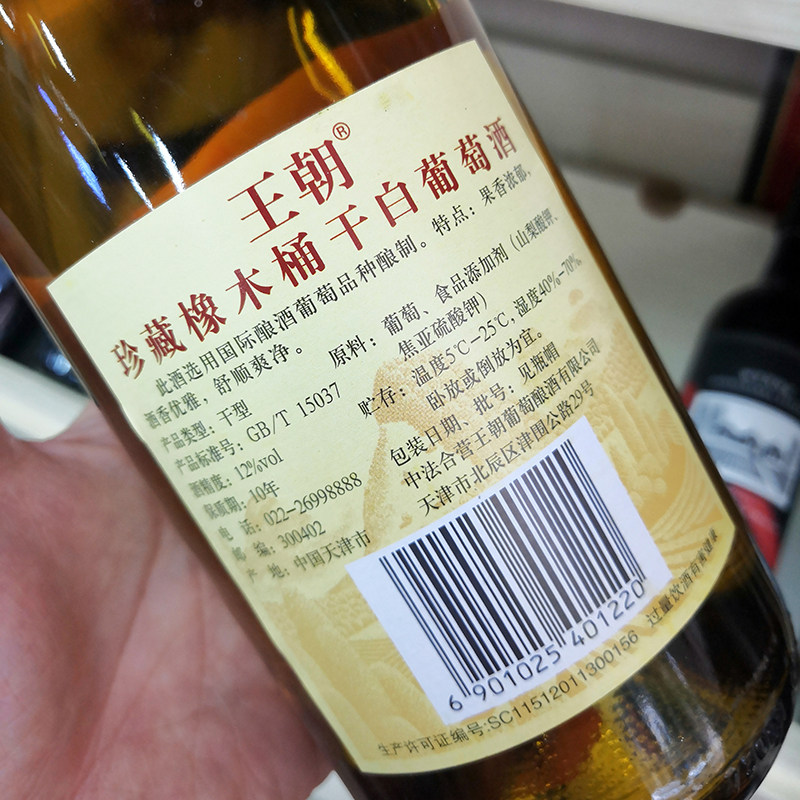 王朝®
珍藏橡木桶干白葡萄酒
此酒选用国际酿酒葡萄品种酿制。特点：果香浓郁、
酒香优雅，舒顺爽净。
产品类型：干型
产品标准号：GB/T 15037
酒精度：12%vol
保质期：10年
电 话：022-26998888
邮 编：300402
产 地：中国天津市
原料：葡萄、食品添加剂（山梨酸钾、
焦亚硫酸钾）
贮存：温度5℃-25℃，湿度40%-70%，
卧放或倒放为宜。
包装日期、批号：见瓶帽
中法合营王朝葡萄酿酒有限公司
天津市北辰区津围公路29号
6 901025 401220
生产许可证编号:SC11512011300156
过量饮酒有害健康